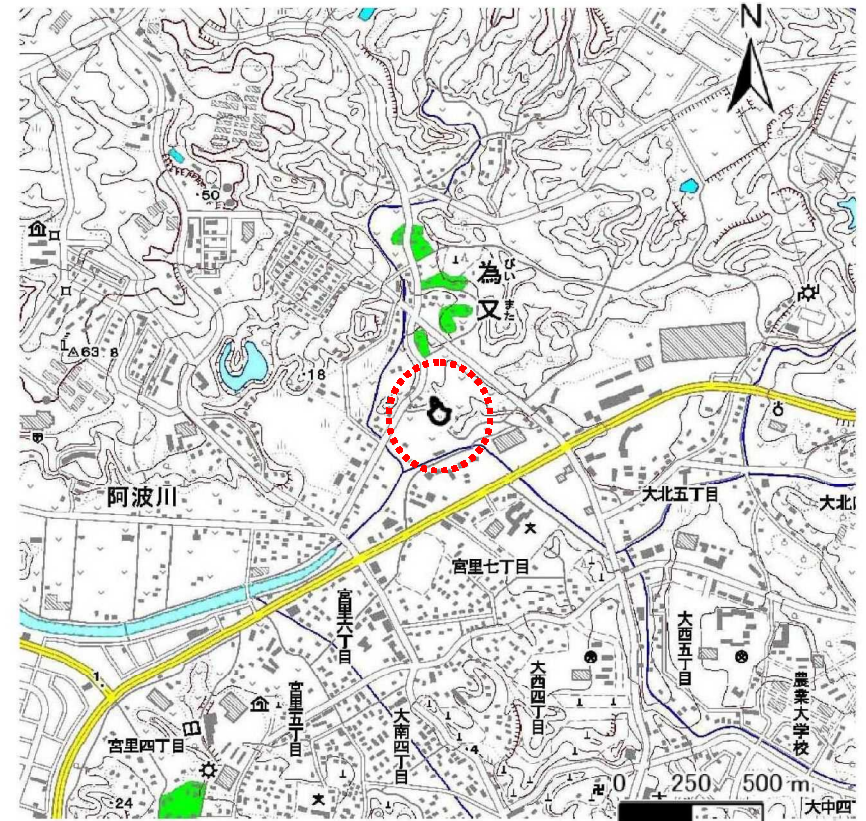 N
·50
為又
びいまた
63.8
·18
阿波川
大北五丁目
大北
宮里七丁目
宮里六丁目
大西五丁目
大西四丁目
農業大学校
宮里五丁目
大南四丁目
宮里四丁目
·4
·24
0 250 500 m
大中四